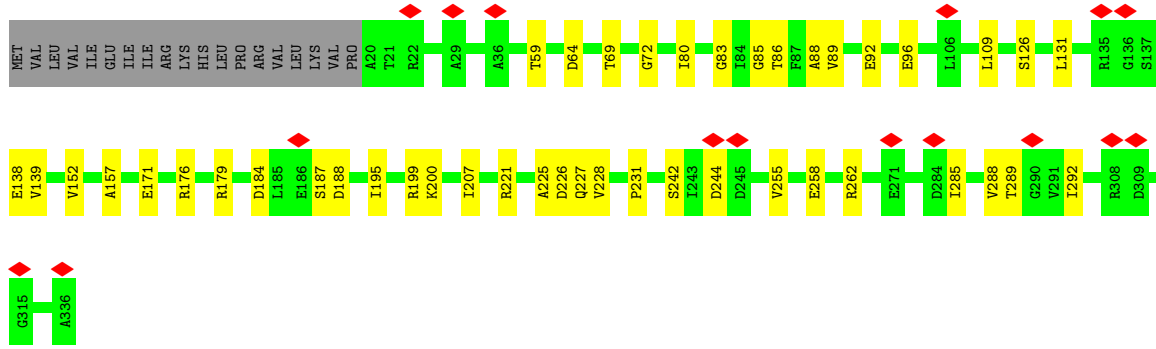 MET VAL LEU VAL ILE GLU ILE ILE ARG LYS HIS LEU PRO ARG VAL LEU LYS VAL PRO A20 T21 R22 A29 A36 T59 D64 T69 G72 I80 G83 I84 G85 T86 F87 A88 V89 E92 E96 L106 L109 S126 L131 R135 G136 S137
E138 V139 V152 A157 E171 R176 R179 D184 L185 E186 S187 D188 I195 R199 K200 I207 R221 A225 D226 Q227 V228 P231 S242 I243 D244 D245 V255 E258 R262 E271 D284 I285 V288 T289 G290 V291 I292 R308 D309
G315 A336